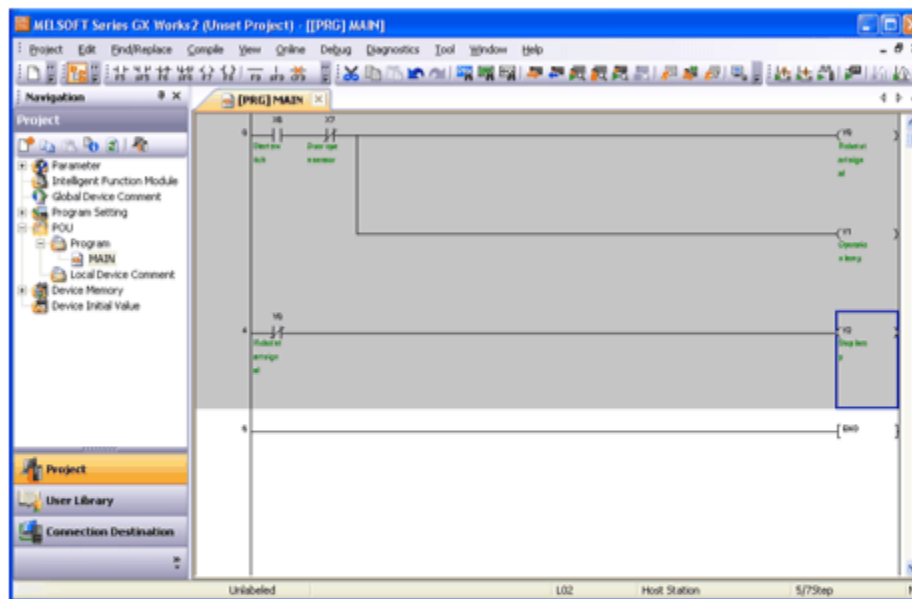 MELSOFT Series GX Works2 (Unset Project) - [[PRG] MAIN]
Project Edit Find/Replace Compile View Online Debug Diagnostics Tool Window Help
Navigation
[PRG] MAIN
Project
Parameter
Intelligent Function Module
Global Device Comment
Program Setting
POU
Program
MAIN
Local Device Comment
Device Memory
Device Initial Value
Project
User Library
Connection Destination
X6 X7
0
Y1
4
Y2
5
END
Unlabeled L02 Host Station 5/7Step